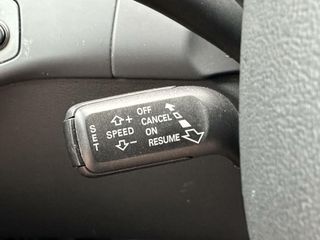 OFF
CANCEL
SET
+ SPEED -
ON
RESUME